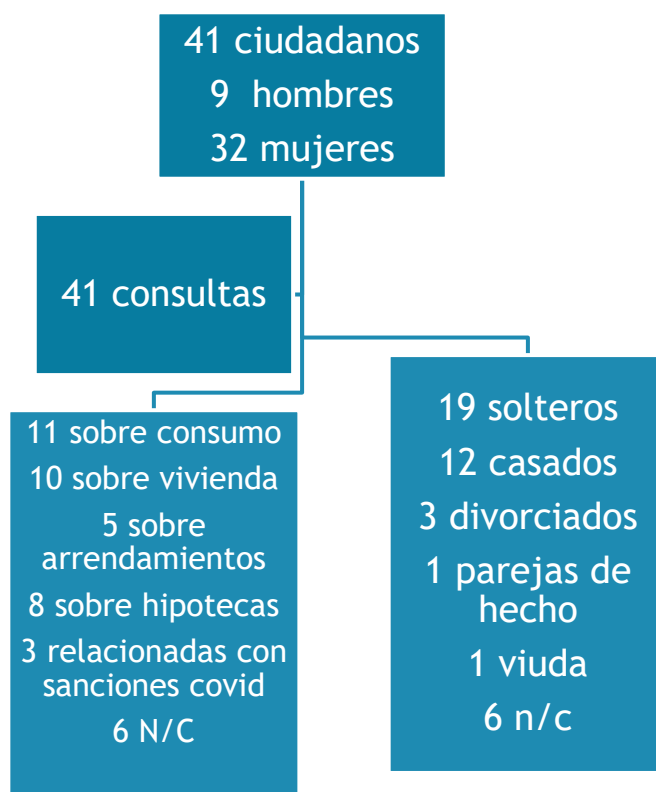 41 ciudadanos
9 hombres
32 mujeres
41 consultas
11 sobre consumo
10 sobre vivienda
5 sobre
arrendamientos
8 sobre hipotecas
3 relacionadas con
sanciones covid
6 N/C
19 solteros
12 casados
3 divorciados
1 parejas de
hecho
1 viuda
6 n/c